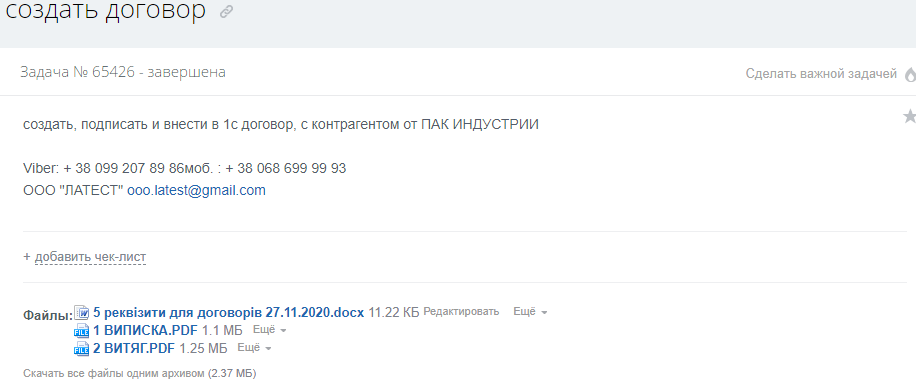 создать договор
Задача № 65426 - завершена
Сделать важной задачей
создать, подписать и внести в 1с договор, с контрагентом от ПАК ИНДУСТРИИ
Viber: + 38 099 207 89 86моб. : + 38 068 699 99 93
ООО "ЛАТЕСТ" ooo.latest@gmail.com
+ добавить чек-лист
Файлы: 5 реквізити для договорів 27.11.2020.docx 11.22 КБ Редактировать Ещё
FILE 1 ВИПИСКА.PDF 1.1 МБ Ещё
FILE 2 ВИТЯГ.PDF 1.25 МБ Ещё
Скачать все файлы одним архивом (2.37 МБ)